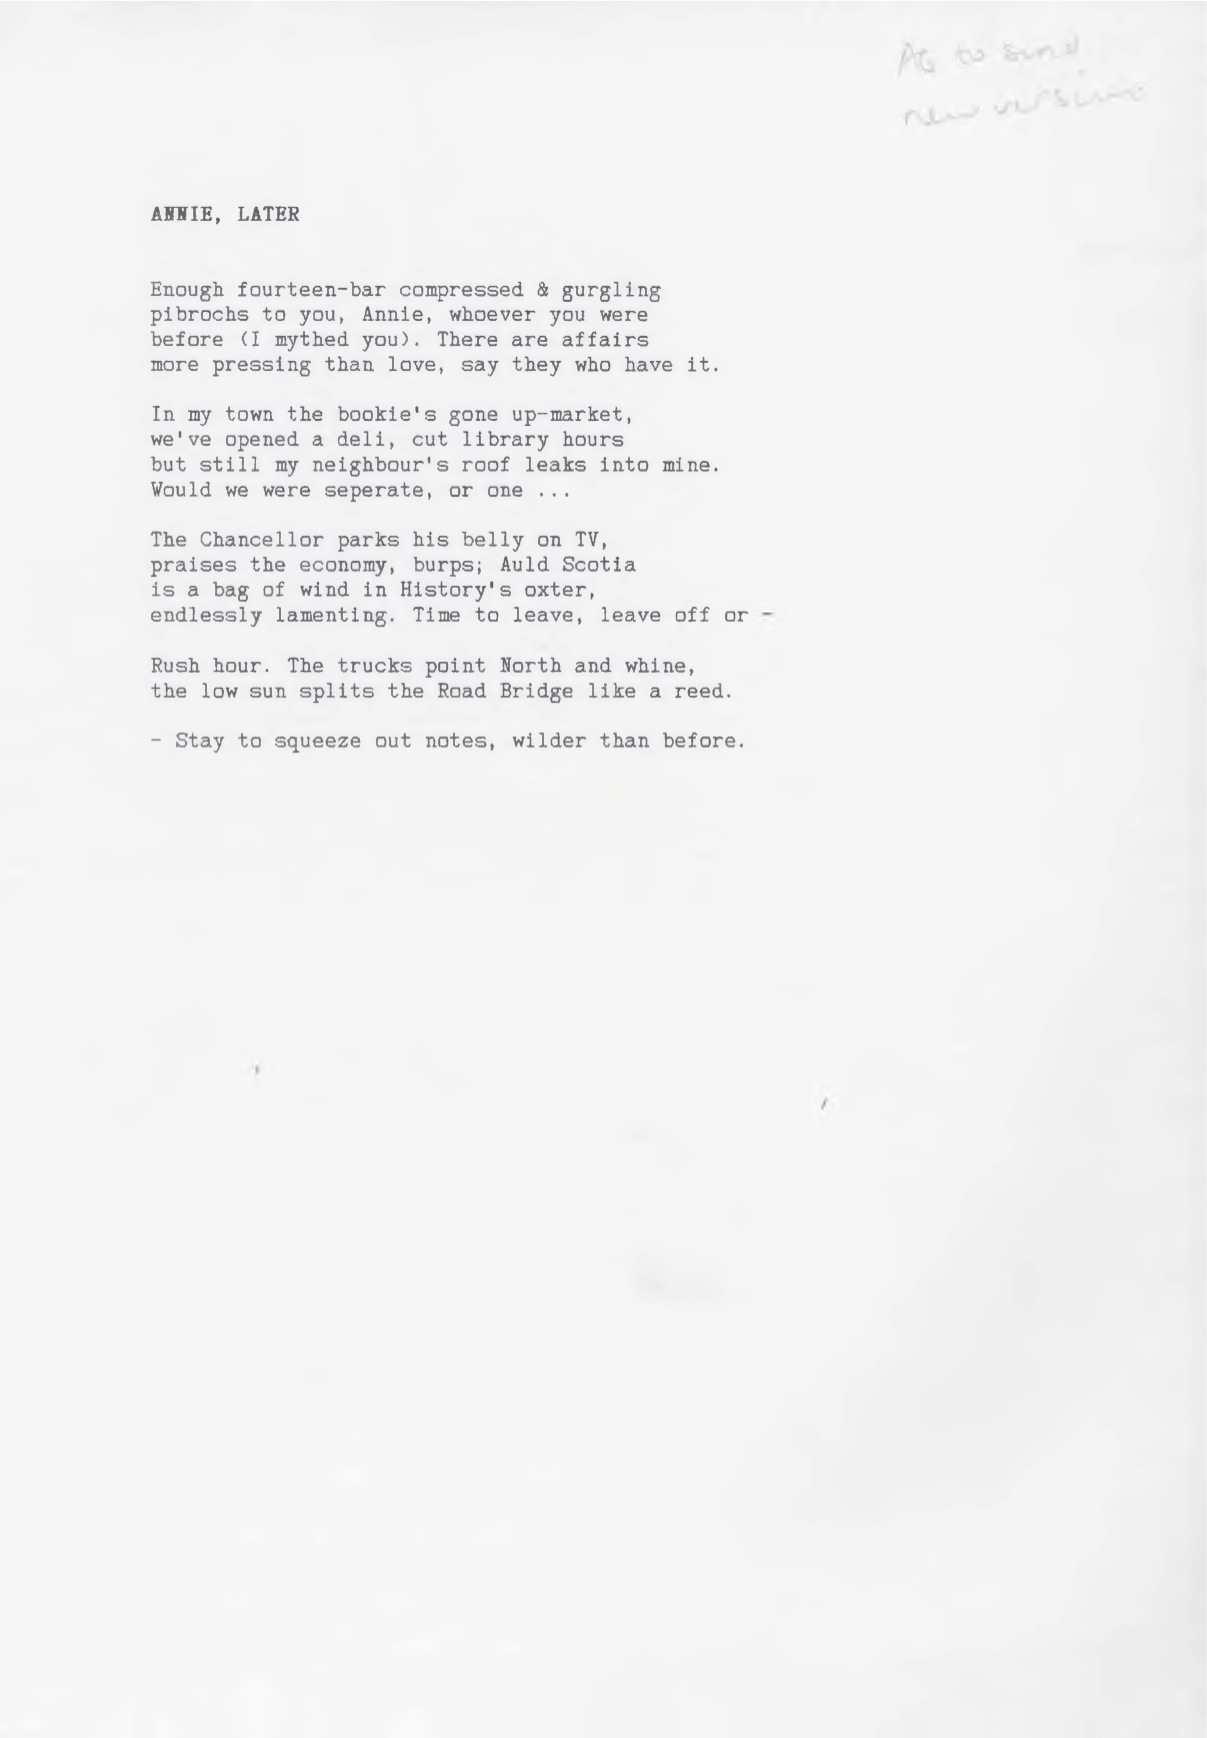 AG to send
new version
ANNIE, LATER
Enough fourteen-bar compressed & gurgling
pibrochs to you, Annie, whoever you were
before (I mythed you). There are affairs
more pressing than love, say they who have it.
In my town the bookie's gone up-market,
we've opened a deli, cut library hours
but still my neighbour's roof leaks into mine.
Would we were seperate, or one ...
The Chancellor parks his belly on TV,
praises the economy, burps; Auld Scotia
is a bag of wind in History's oxter,
endlessly lamenting. Time to leave, leave off or -
Rush hour. The trucks point North and whine,
the low sun splits the Road Bridge like a reed.
- Stay to squeeze out notes, wilder than before.